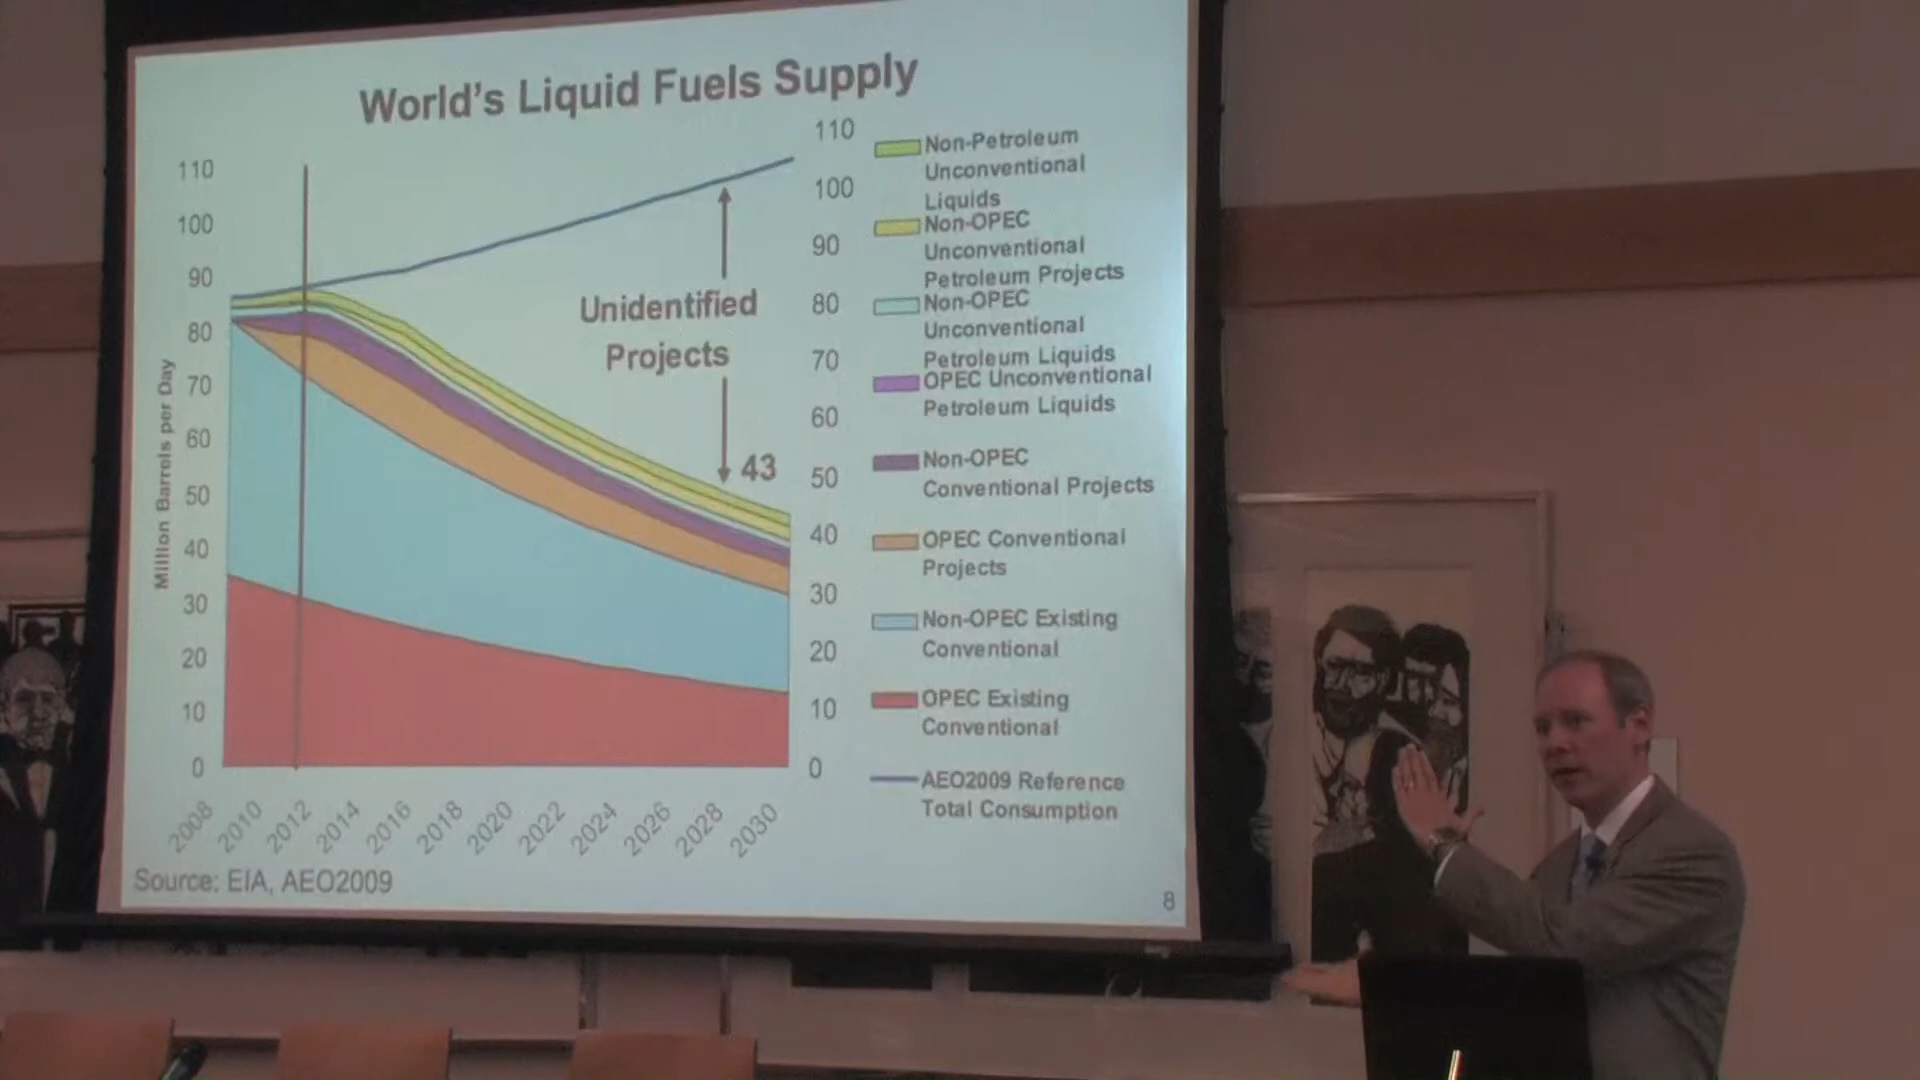 World's Liquid Fuels Supply
Million Barrels per Day
110
100
90
80
70
60
50
40
30
20
10
0
Unidentified
Projects
43
110
100
90
80
70
60
50
40
30
20
10
0
2008
2010
2012
2014
2016
2018
2020
2022
2024
2026
2028
2030
Non-Petroleum
Unconventional
Liquids
Non-OPEC
Unconventional
Petroleum Projects
Non-OPEC
Unconventional
Petroleum Liquids
OPEC Unconventional
Petroleum Liquids
Non-OPEC
Conventional Projects
OPEC Conventional
Projects
Non-OPEC Existing
Conventional
OPEC Existing
Conventional
AEO2009 Reference
Total Consumption
Source: EIA, AEO2009
8